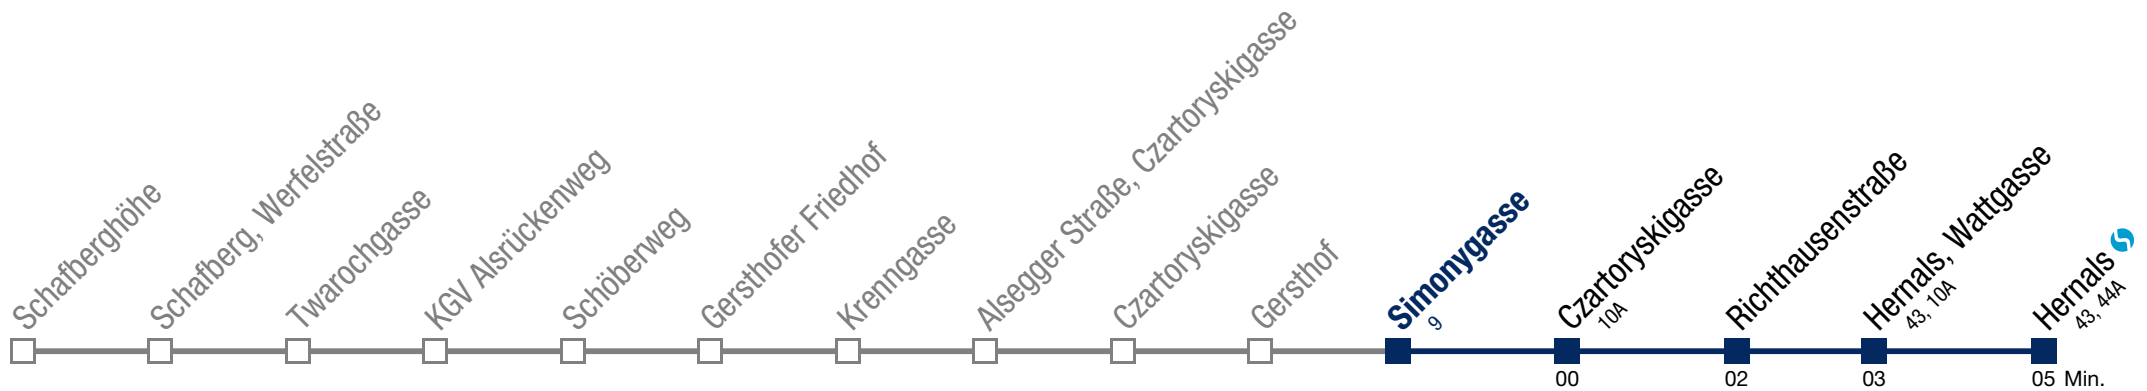 Schafberghöhe
Schafberg, Werfelstraße
Twarochgasse
KGV Alsrückenweg
Schöberweg
Gersthofer Friedhof
Krenngasse
Alsegger Straße, Czartoryskigasse
Czartoryskigasse
Gersthof
Simonygasse
9
Czartoryskigasse
10A
Richthausenstraße
Hernals, Wattgasse
43, 10A
Hernals
43, 44A
00
02
03
05 Min.